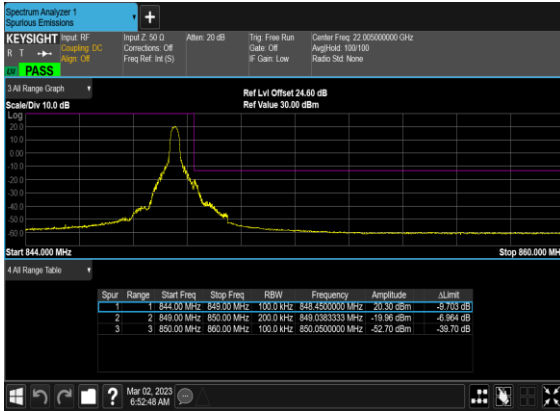 Spectrum Analyzer 1
Spurious Emissions
+
KEYSIGHT Input: RF Input Z: 50 Ω Atten: 20 dB Trig: Free Run Center Freq: 22.005000000 GHz
R T Coupling: DC Corrections: Off Gate: Off Avg|Hold: 100/100
Align: Off Freq Ref: Int (S) IF Gain: Low Radio Std: None
PASS
3 All Range Graph
Ref Lvl Offset 24.60 dB
Scale/Div 10.0 dB Ref Value 30.00 dBm
Log
20.0
10.0
0.00
-10.0
-20.0
-30.0
-40.0
-50.0
-60.0
Start 844.000 MHz Stop 860.000 MHz
4 All Range Table
Spur Range Start Freq Stop Freq RBW Frequency Amplitude ΔLimit
1 1 844.00 MHz 849.00 MHz 100.0 kHz 848.4500000 MHz 20.30 dBm -9.703 dB
2 2 849.00 MHz 850.00 MHz 200.0 kHz 849.0383333 MHz -19.96 dBm -6.964 dB
3 3 850.00 MHz 860.00 MHz 100.0 kHz 850.0500000 MHz -52.70 dBm -39.70 dB
? Mar 02, 2023
6:52:48 AM